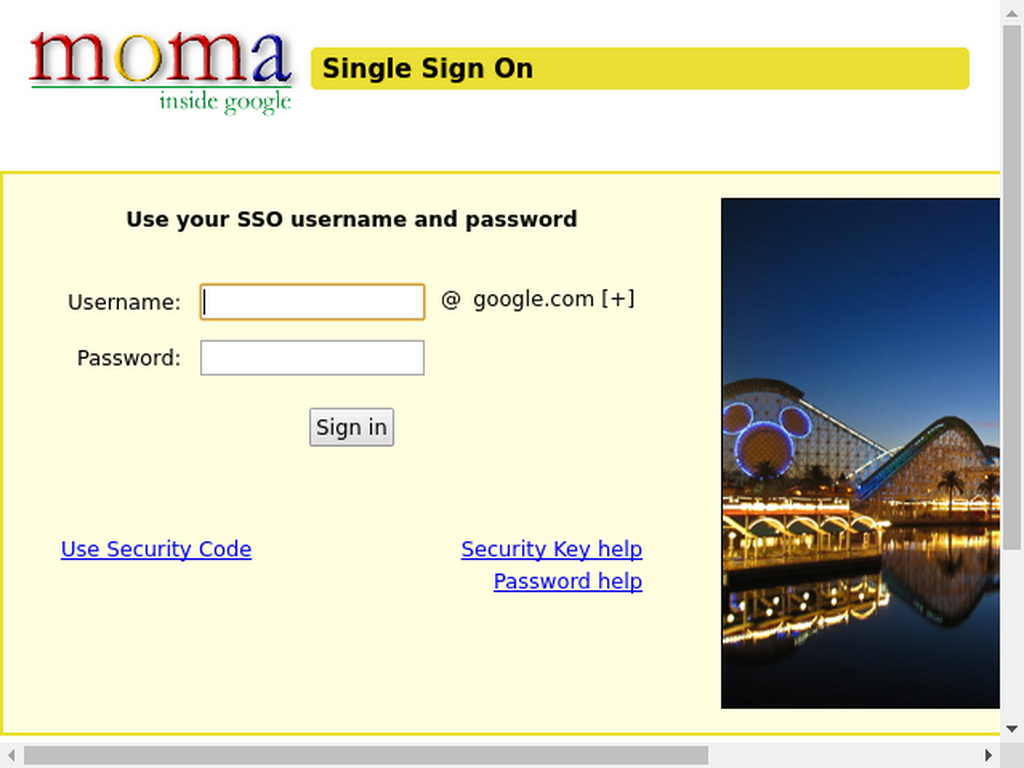 moma
inside google
Single Sign On
Use your SSO username and password
Username:
@ google.com [+]
Password:
Sign in
Use Security Code
Security Key help
Password help